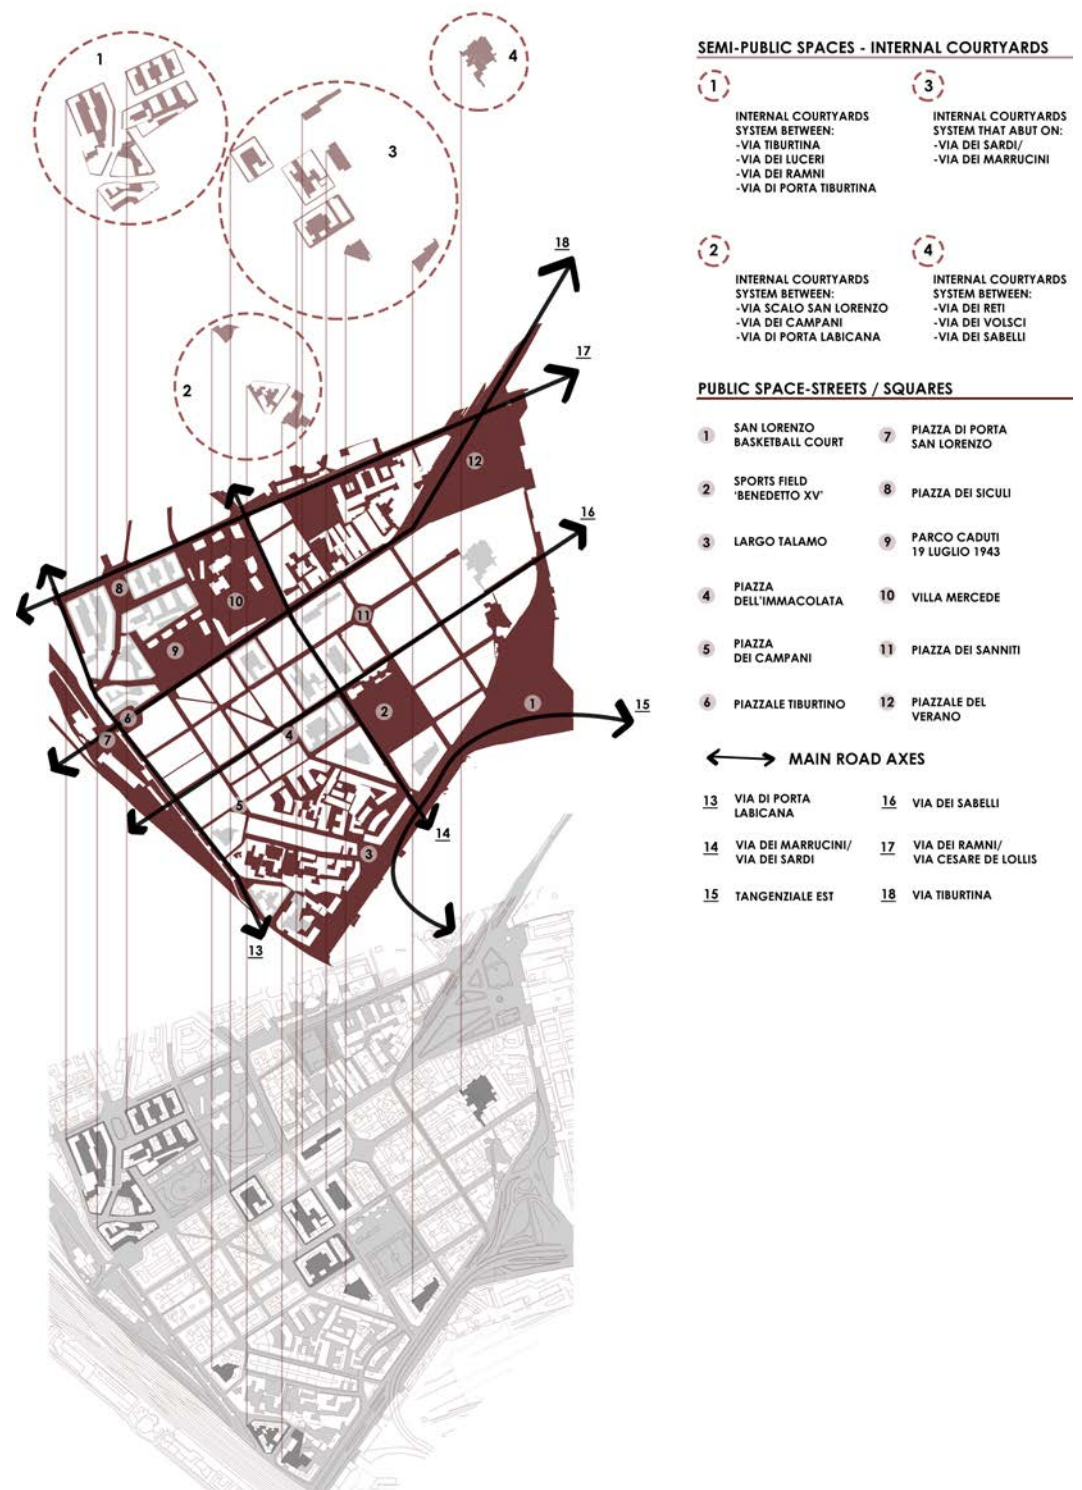 1
4
3
2
18
17
16
15
14
13
12
8
10
9
11
6
7
2
1
4
5
3
SEMI-PUBLIC SPACES - INTERNAL COURTYARDS
1
INTERNAL COURTYARDS
SYSTEM BETWEEN:
-VIA TIBURTINA
-VIA DEI LUCERI
-VIA DEI RAMNI
-VIA DI PORTA TIBURTINA
3
INTERNAL COURTYARDS
SYSTEM THAT ABUT ON:
-VIA DEI SARDI/
-VIA DEI MARRUCINI
2
INTERNAL COURTYARDS
SYSTEM BETWEEN:
-VIA SCALO SAN LORENZO
-VIA DEI CAMPANI
-VIA DI PORTA LABICANA
4
INTERNAL COURTYARDS
SYSTEM BETWEEN:
-VIA DEI RETI
-VIA DEI VOLSCI
-VIA DEI SABELLI
PUBLIC SPACE-STREETS / SQUARES
1 SAN LORENZO
BASKETBALL COURT
2 SPORTS FIELD
'BENEDETTO XV'
3 LARGO TALAMO
4 PIAZZA
DELL'IMMACOLATA
5 PIAZZA
DEI CAMPANI
6 PIAZZALE TIBURTINO
7 PIAZZA DI PORTA
SAN LORENZO
8 PIAZZA DEI SICULI
9 PARCO CADUTI
19 LUGLIO 1943
10 VILLA MERCEDE
11 PIAZZA DEI SANNITI
12 PIAZZALE DEL
VERANO
MAIN ROAD AXES
13 VIA DI PORTA
LABICANA
14 VIA DEI MARRUCINI/
VIA DEI SARDI
15 TANGENZIALE EST
16 VIA DEI SABELLI
17 VIA DEI RAMNI/
VIA CESARE DE LOLLIS
18 VIA TIBURTINA